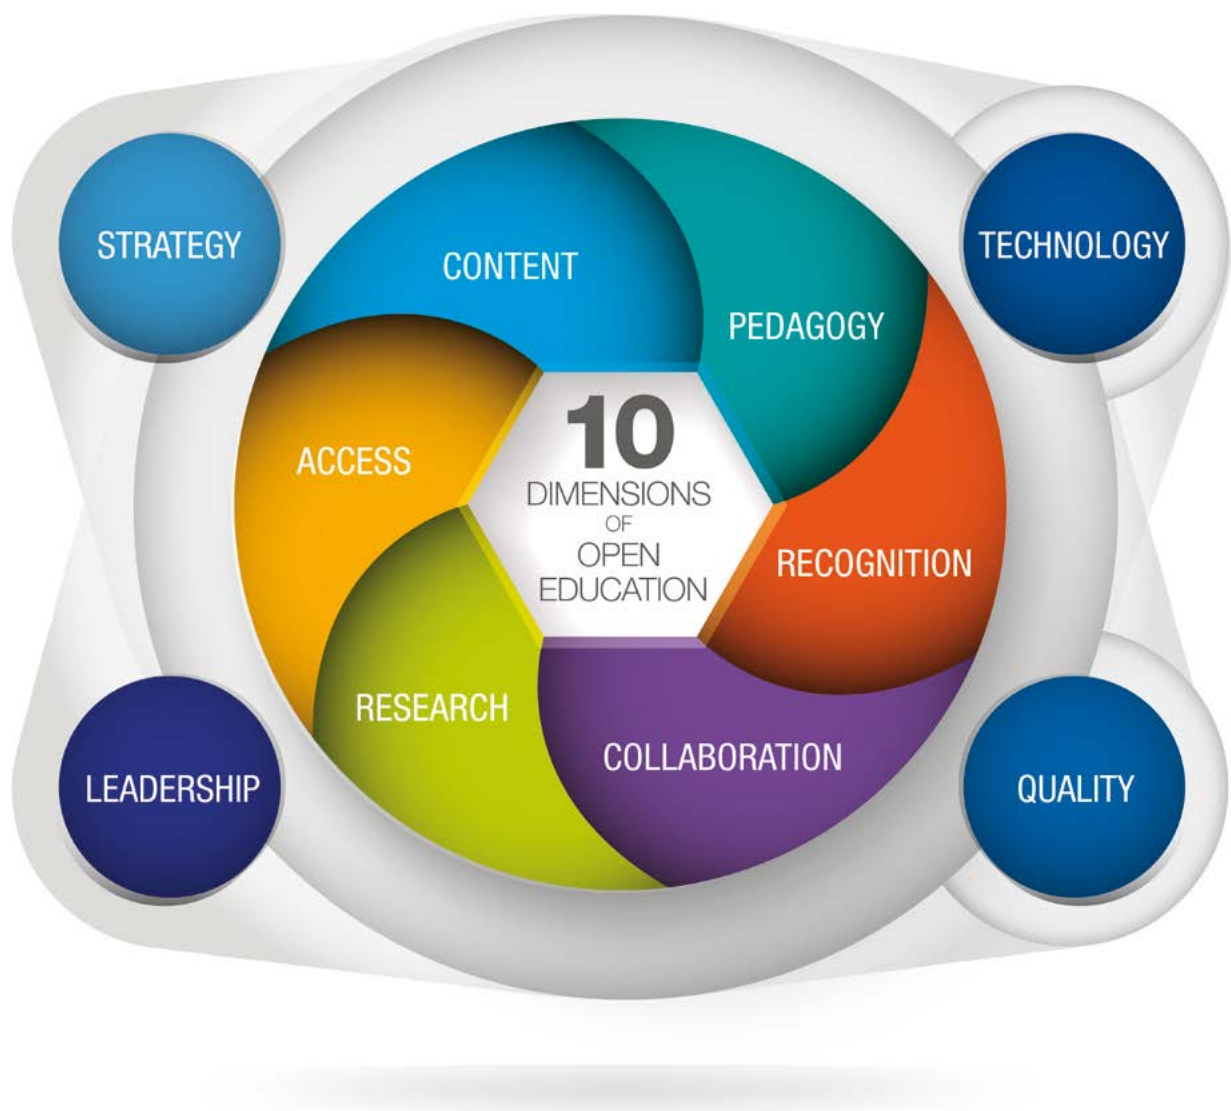 STRATEGY
TECHNOLOGY
CONTENT
PEDAGOGY
ACCESS
10
DIMENSIONS
OF
OPEN
EDUCATION
RECOGNITION
RESEARCH
COLLABORATION
LEADERSHIP
QUALITY